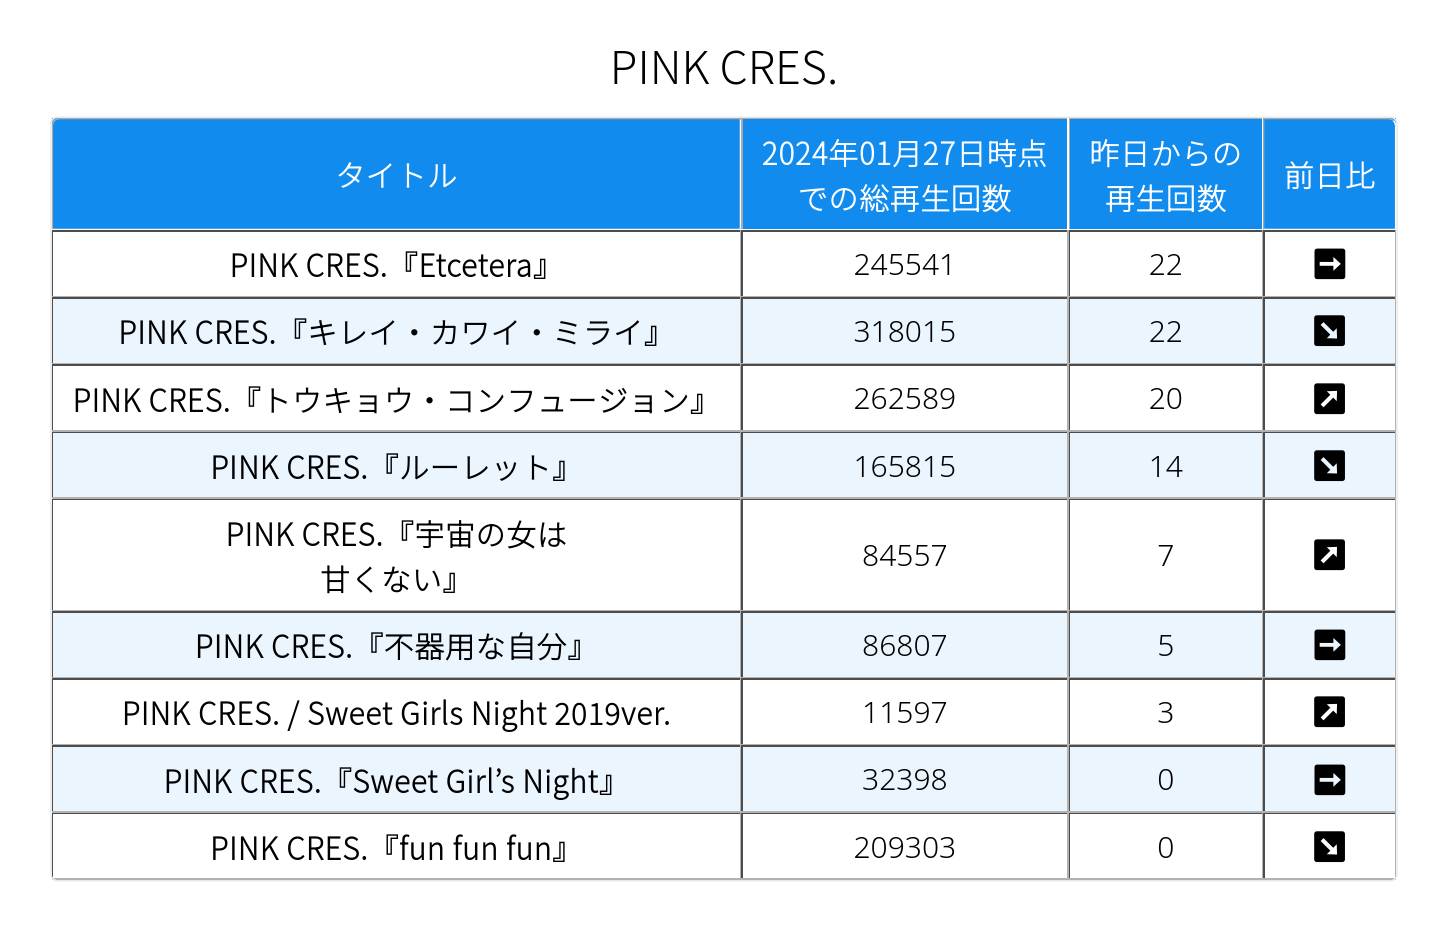 PINK CRES.
タイトル
2024年01月27日時点
での総再生回数
昨日からの
再生回数
前日比
PINK CRES.『Etcetera』 245541 22 ➡
PINK CRES.『キレイ・カワイ・ミライ』 318015 22 ↘
PINK CRES.『トウキョウ・コンフュージョン』 262589 20 ↗
PINK CRES.『ルーレット』 165815 14 ↘
PINK CRES.『宇宙の女は
甘くない』 84557 7 ↗
PINK CRES.『不器用な自分』 86807 5 ➡
PINK CRES. / Sweet Girls Night 2019ver. 11597 3 ↗
PINK CRES.『Sweet Girl’s Night』 32398 0 ➡
PINK CRES.『fun fun fun』 209303 0 ↘